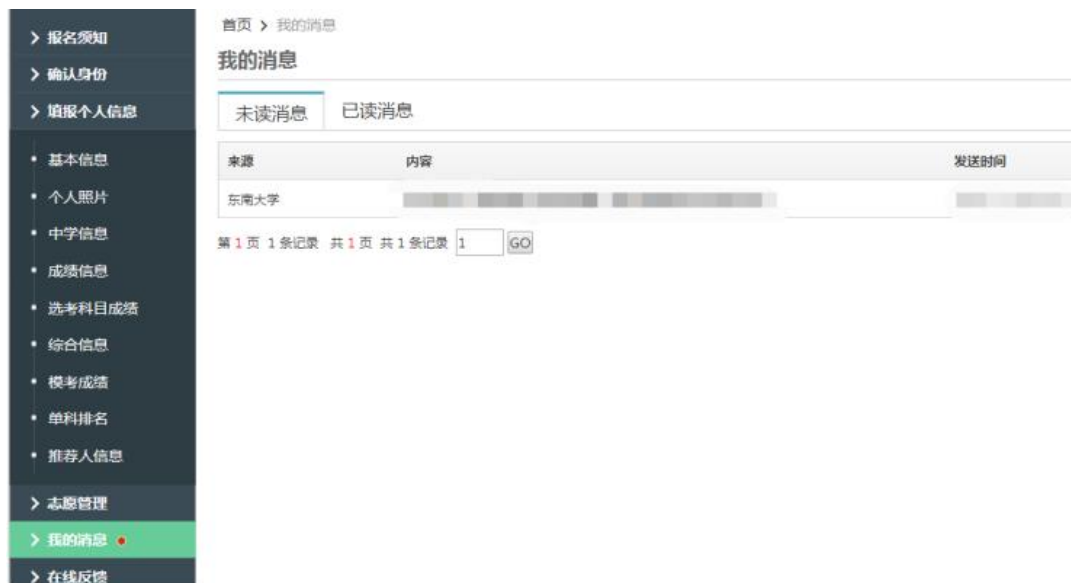 报名须知
确认身份
填报个人信息
基本信息
个人照片
中学信息
成绩信息
选考科目成绩
综合信息
模考成绩
单科排名
推荐人信息
志愿管理
我的消息
在线反馈
首页 > 我的消息
我的消息
未读消息 已读消息
来源 内容 发送时间
东南大学
第 1 页 1 条记录 共 1 页 共 1 条记录 1 GO